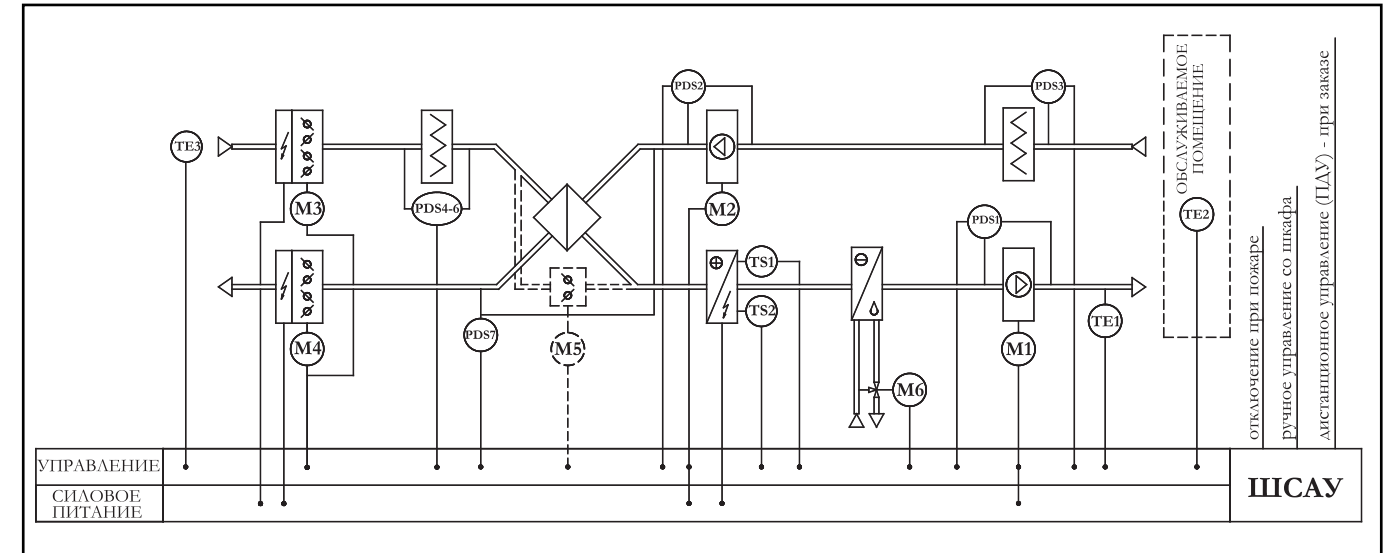 PDS2
PDS3
TE3
M3
PDS4-6
M2
ОБСЛУЖИВАЕМОЕ
ПОМЕЩЕНИЕ
TE2
PDS1
TS1
TS2
M4
PDS7
M5
M6
M1
TE1
отключение при пожаре
ручное управление со шкафа
дистанционное управление (ПДУ) - при заказе
УПРАВЛЕНИЕ
СИЛОВОЕ
ПИТАНИЕ
ШСАУ